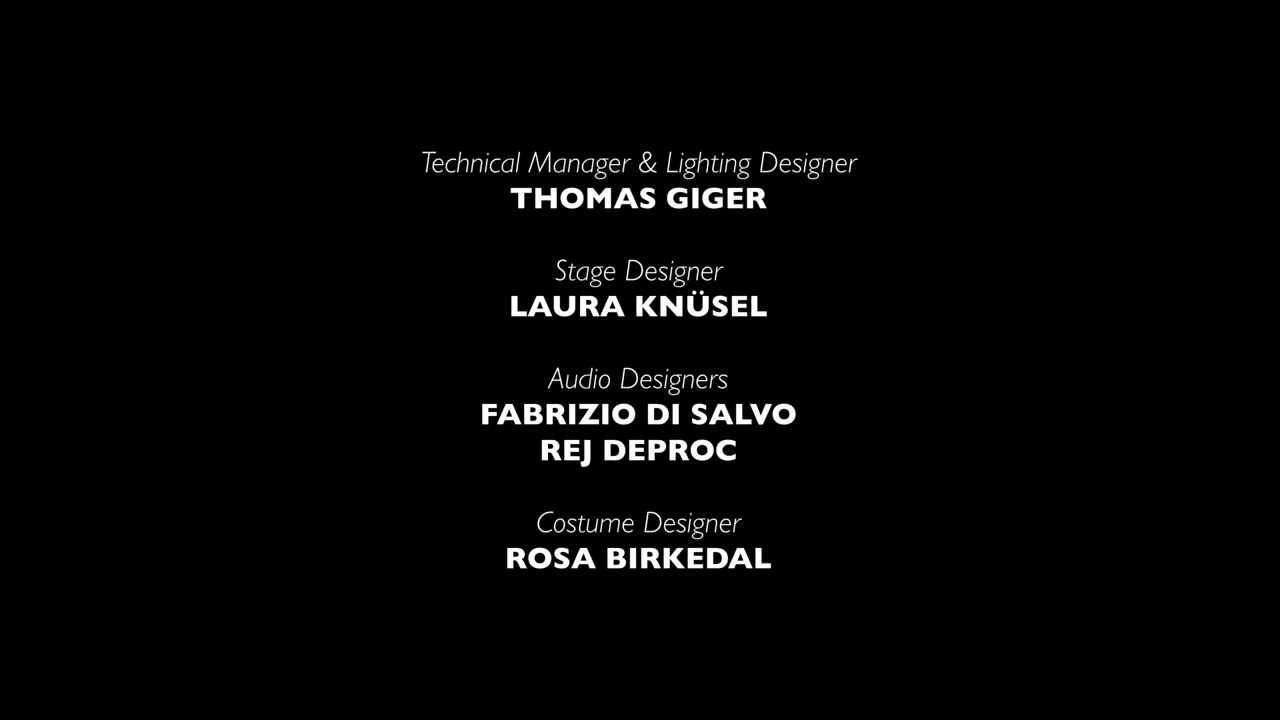 Technical Manager & Lighting Designer
THOMAS GIGER
Stage Designer
LAURA KNÜSEL
Audio Designers
FABRIZIO DI SALVO
REJ DEPROC
Costume Designer
ROSA BIRKEDAL